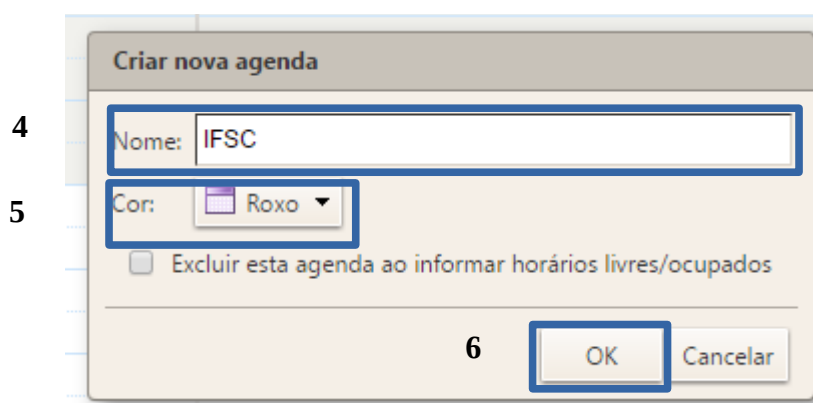 Criar nova agenda
4
Nome: IFSC
5
Cor: Roxo
Excluir esta agenda ao informar horários livres/ocupados
6
OK Cancelar